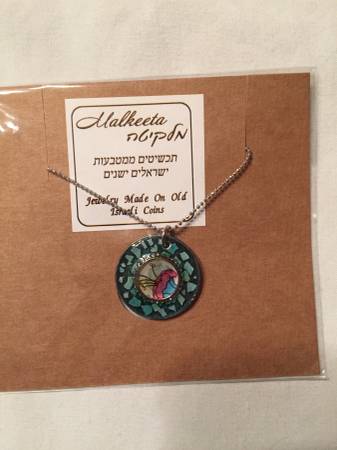 Malkeeta
מלקיטה
תכשיטים ממטבעות
ישראלים ישנים
Jewelry Made On Old
Israeli Coins